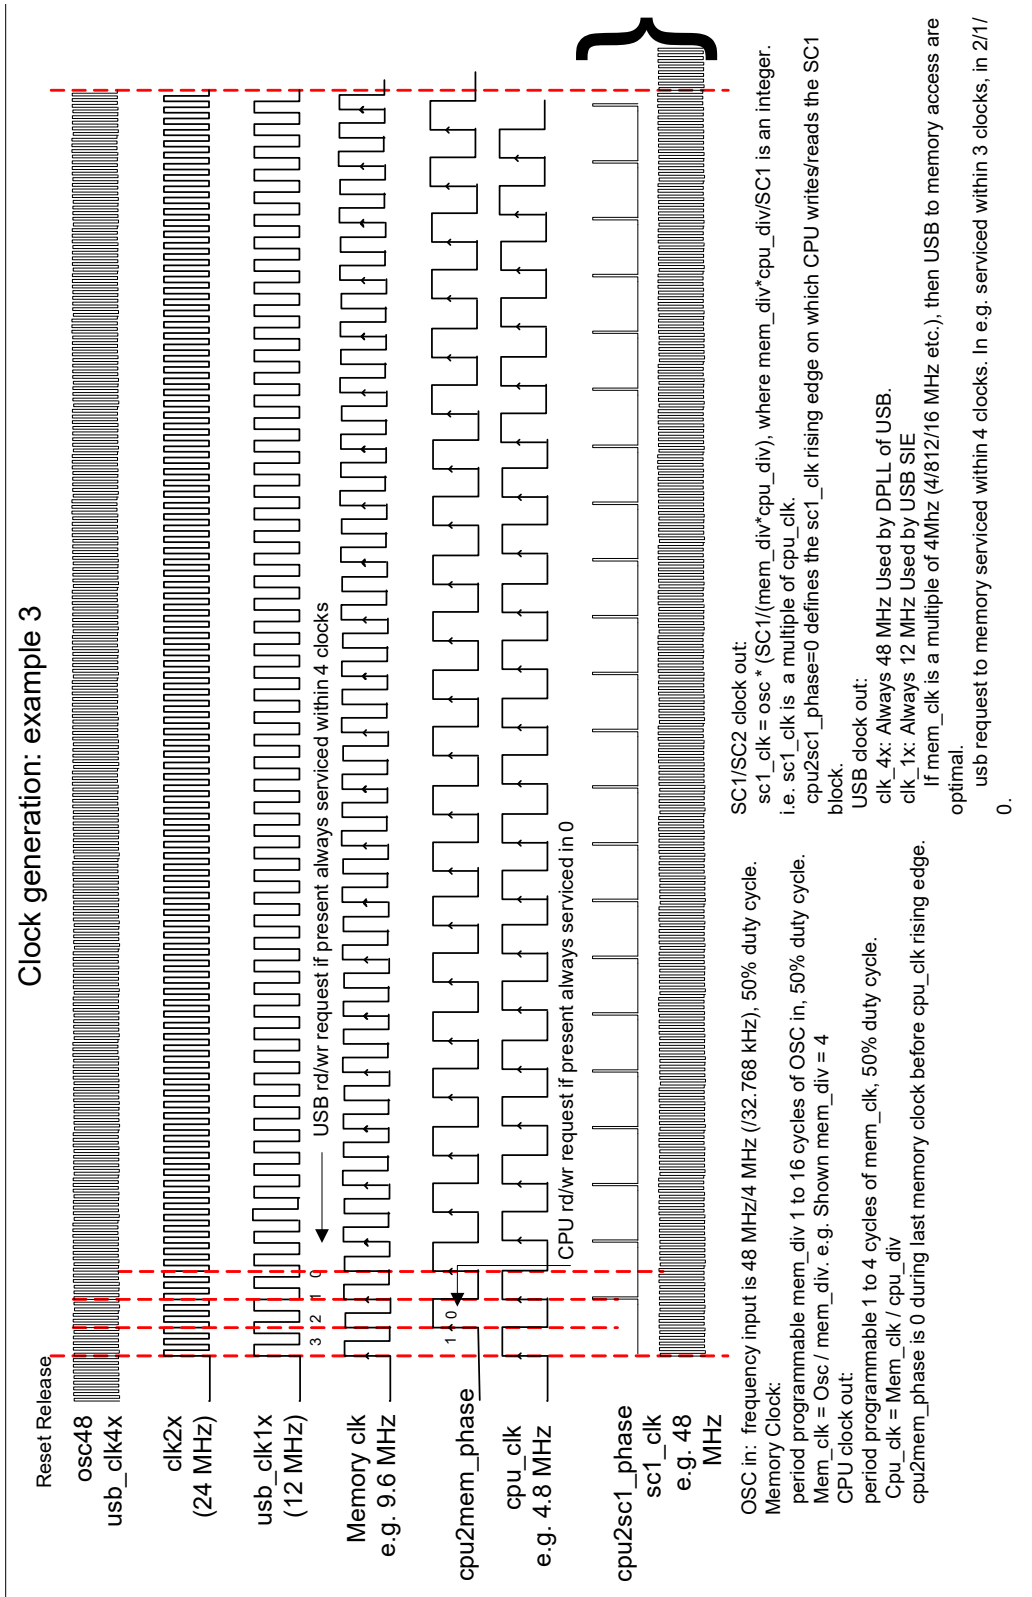 Clock generation: example 3
Reset Release
osc48
usb_clk4x
clk2x
(24 MHz)
usb_clk1x
(12 MHz)
3 2 1 0
USB rd/wr request if present always serviced within 4 clocks
Memory clk
e.g. 9.6 MHz
cpu2mem_phase
1 0
cpu_clk
e.g. 4.8 MHz
CPU rd/wr request if present always serviced in 0
cpu2sc1_phase
sc1_clk
e.g. 48
MHz
OSC in: frequency input is 48 MHz/4 MHz (/32.768 kHz), 50% duty cycle.
Memory Clock:
period programmable mem_div 1 to 16 cycles of OSC in, 50% duty cycle.
Mem_clk = Osc / mem_div. e.g. Shown mem_div = 4
CPU clock out:
period programmable 1 to 4 cycles of mem_clk, 50% duty cycle.
Cpu_clk = Mem_clk / cpu_div
cpu2mem_phase is 0 during last memory clock before cpu_clk rising edge.
SC1/SC2 clock out:
sc1_clk = osc * (SC1/(mem_div*cpu_div), where mem_div*cpu_div/SC1 is an integer.
i.e. sc1_clk is a multiple of cpu_clk.
cpu2sc1_phase=0 defines the sc1_clk rising edge on which CPU writes/reads the SC1
block.
USB clock out:
clk_4x: Always 48 MHz Used by DPLL of USB.
clk_1x: Always 12 MHz Used by USB SIE
If mem_clk is a multiple of 4Mhz (4/812/16 MHz etc.), then USB to memory access are
optimal.
usb request to memory serviced within 4 clocks. In e.g. serviced within 3 clocks, in 2/1/
0.